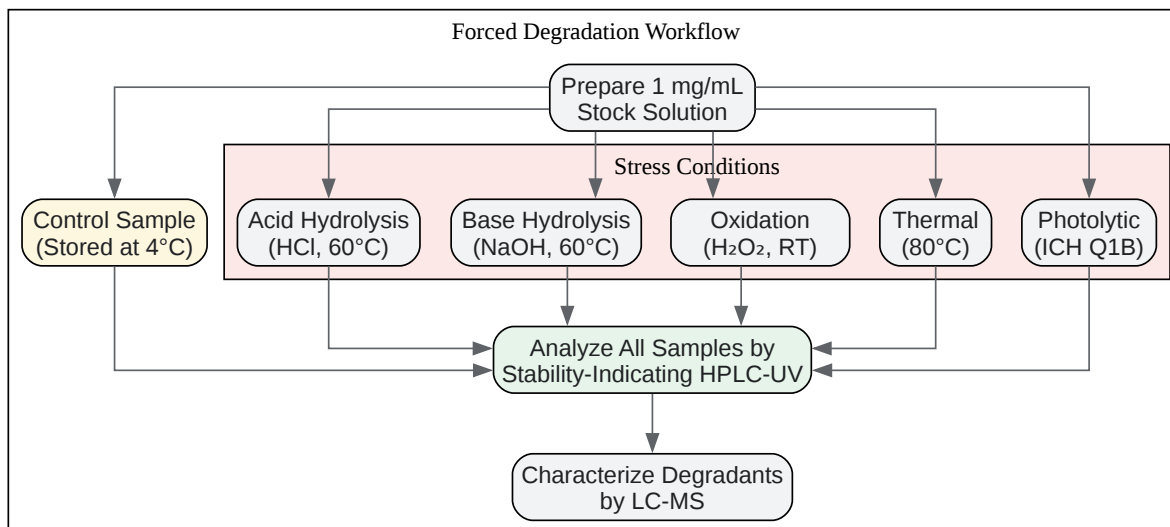 Forced Degradation Workflow
Prepare 1 mg/mL
Stock Solution
Stress Conditions
Control Sample
(Stored at 4°C)
Acid Hydrolysis
(HCl, 60°C)
Base Hydrolysis
(NaOH, 60°C)
Oxidation
(H₂O₂, RT)
Thermal
(80°C)
Photolytic
(ICH Q1B)
Analyze All Samples by
Stability-Indicating HPLC-UV
Characterize Degradants
by LC-MS